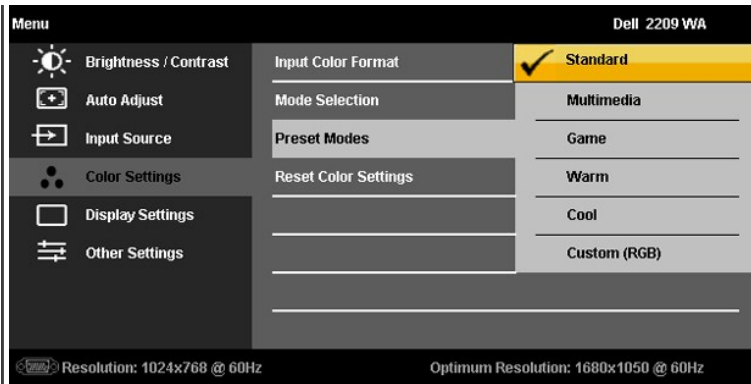 Menu Dell 2209 WA
Brightness / Contrast Input Color Format Standard
Auto Adjust Mode Selection Multimedia
Input Source Preset Modes Game
Color Settings Reset Color Settings Warm
Display Settings Cool
Other Settings Custom (RGB)
Resolution: 1024x768 @ 60Hz Optimum Resolution: 1680x1050 @ 60Hz